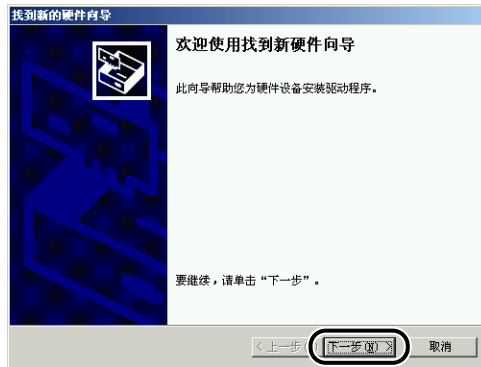 找到新的硬件向导
欢迎使用找到新硬件向导
此向导帮助您为硬件设备安装驱动程序。
要继续，请单击“下一步”。
<上一步( 下一步(N) > 取消